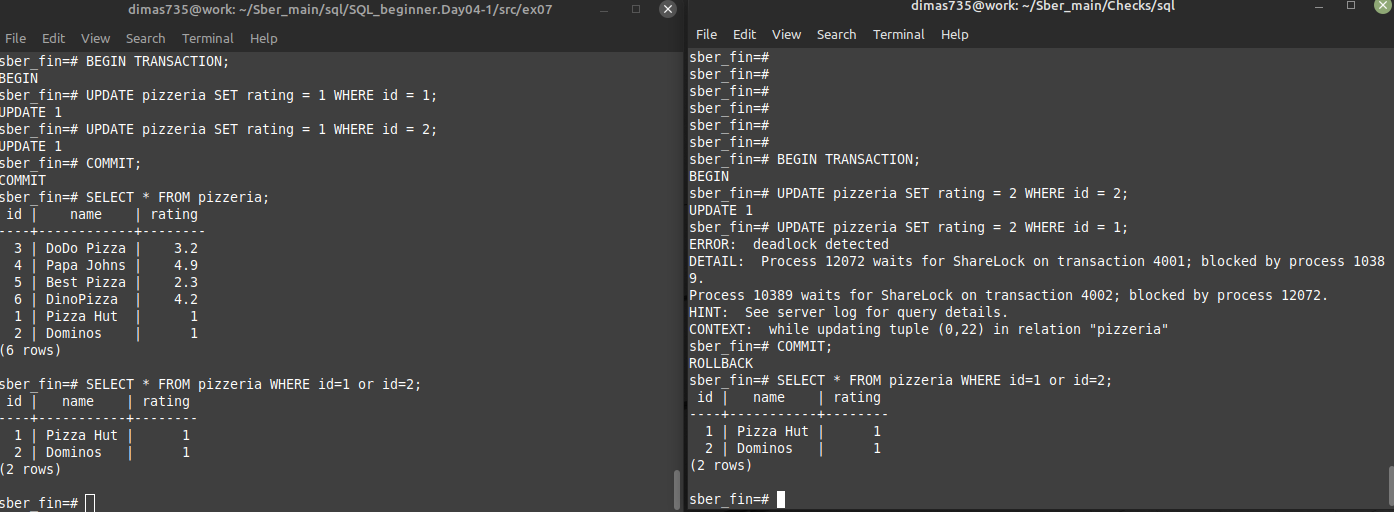 dimas735@work: ~/Sber_main/sql/SQL_beginner.Day04-1/src/ex07
File Edit View Search Terminal Help
sber_fin=# BEGIN TRANSACTION;
BEGIN
sber_fin=# UPDATE pizzeria SET rating = 1 WHERE id = 1;
UPDATE 1
sber_fin=# UPDATE pizzeria SET rating = 1 WHERE id = 2;
UPDATE 1
sber_fin=# COMMIT;
COMMIT
sber_fin=# SELECT * FROM pizzeria;
 id |    name    | rating
----+------------+--------
  3 | DoDo Pizza |    3.2
  4 | Papa Johns |    4.9
  5 | Best Pizza |    2.3
  6 | DinoPizza  |    4.2
  1 | Pizza Hut  |      1
  2 | Dominos    |      1
(6 rows)
sber_fin=# SELECT * FROM pizzeria WHERE id=1 or id=2;
 id |   name    | rating
----+-----------+--------
  1 | Pizza Hut |      1
  2 | Dominos   |      1
(2 rows)
sber_fin=#
dimas735@work: ~/Sber_main/Checks/sql
File Edit View Search Terminal Help
sber_fin=#
sber_fin=#
sber_fin=#
sber_fin=#
sber_fin=#
sber_fin=#
sber_fin=# BEGIN TRANSACTION;
BEGIN
sber_fin=# UPDATE pizzeria SET rating = 2 WHERE id = 2;
UPDATE 1
sber_fin=# UPDATE pizzeria SET rating = 2 WHERE id = 1;
ERROR:  deadlock detected
DETAIL:  Process 12072 waits for ShareLock on transaction 4001; blocked by process 1038
9.
Process 10389 waits for ShareLock on transaction 4002; blocked by process 12072.
HINT:  See server log for query details.
CONTEXT:  while updating tuple (0,22) in relation "pizzeria"
sber_fin=# COMMIT;
ROLLBACK
sber_fin=# SELECT * FROM pizzeria WHERE id=1 or id=2;
 id |   name    | rating
----+-----------+--------
  1 | Pizza Hut |      1
  2 | Dominos   |      1
(2 rows)
sber_fin=#